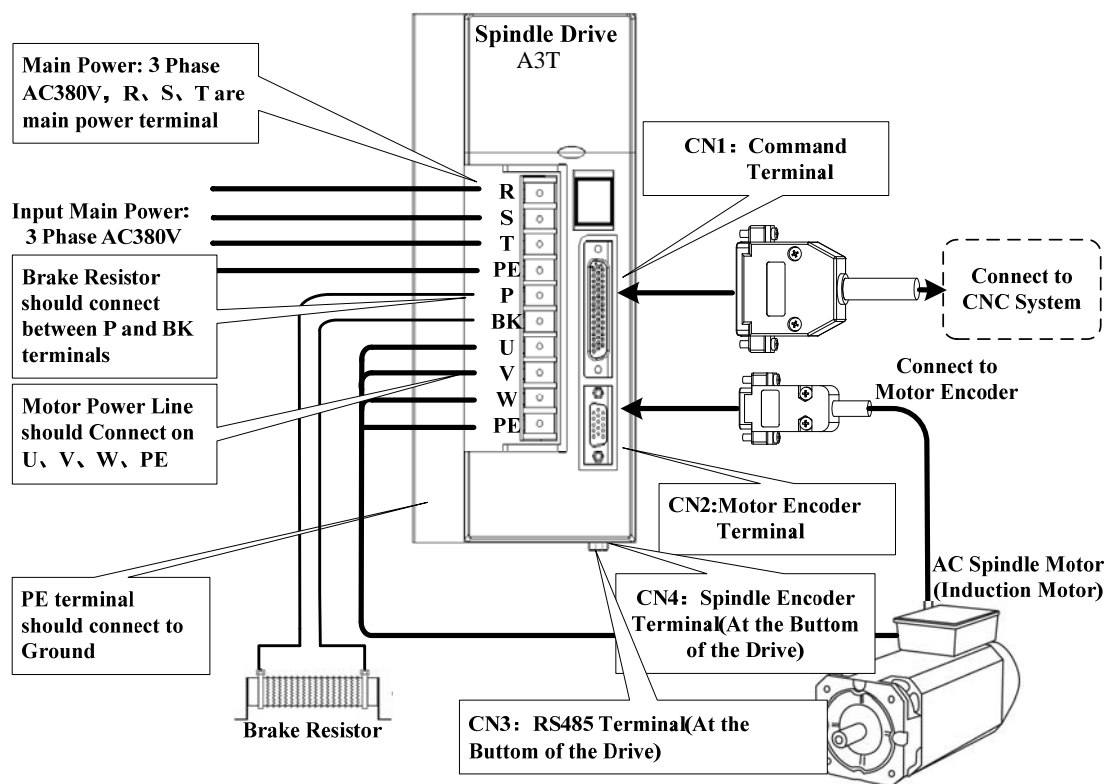 Spindle Drive
A3T
Main Power: 3 Phase
AC380V，R、S、T are
main power terminal
CN1：Command
Terminal
R
S
T
PE
P
BK
U
V
W
PE
Input Main Power:
3 Phase AC380V
Brake Resistor
should connect
between P and BK
terminals
Connect to
CNC System
Connect to
Motor Encoder
Motor Power Line
should Connect on
U、V、W、PE
CN2:Motor Encoder
Terminal
AC Spindle Motor
(Induction Motor)
PE terminal
should connect to
Ground
CN4：Spindle Encoder
Terminal(At the Buttom
of the Drive)
CN3：RS485 Terminal(At the
Buttom of the Drive)
Brake Resistor